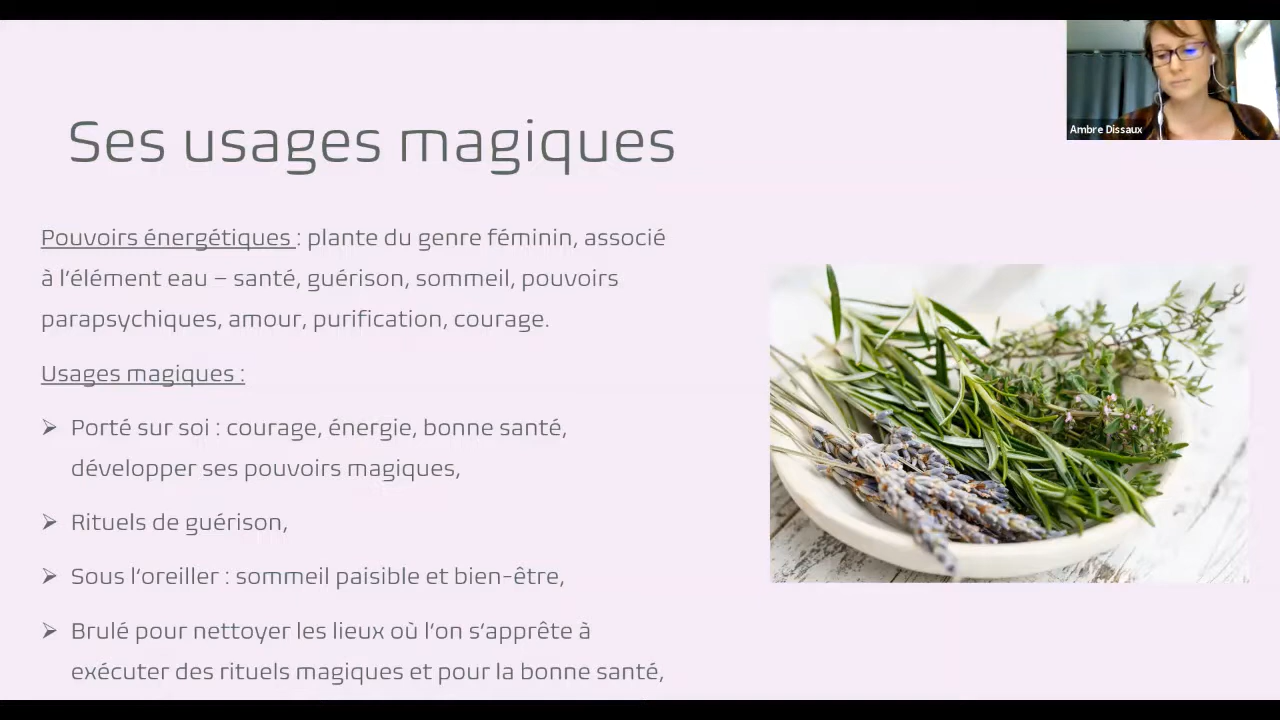 Ambre Dissaux
Ses usages magiques
Pouvoirs énergétiques : plante du genre féminin, associé
à l'élément eau – santé, guérison, sommeil, pouvoirs
parapsychiques, amour, purification, courage.
Usages magiques :
➢ Porté sur soi : courage, énergie, bonne santé,
développer ses pouvoirs magiques,
➢ Rituels de guérison,
➢ Sous l'oreiller : sommeil paisible et bien-être,
➢ Brulé pour nettoyer les lieux où l'on s'apprête à
exécuter des rituels magiques et pour la bonne santé,